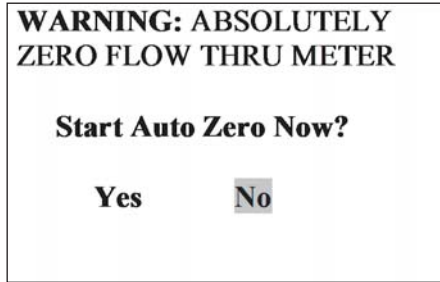 WARNING: ABSOLUTELY
ZERO FLOW THRU METER
Start Auto Zero Now?
Yes No